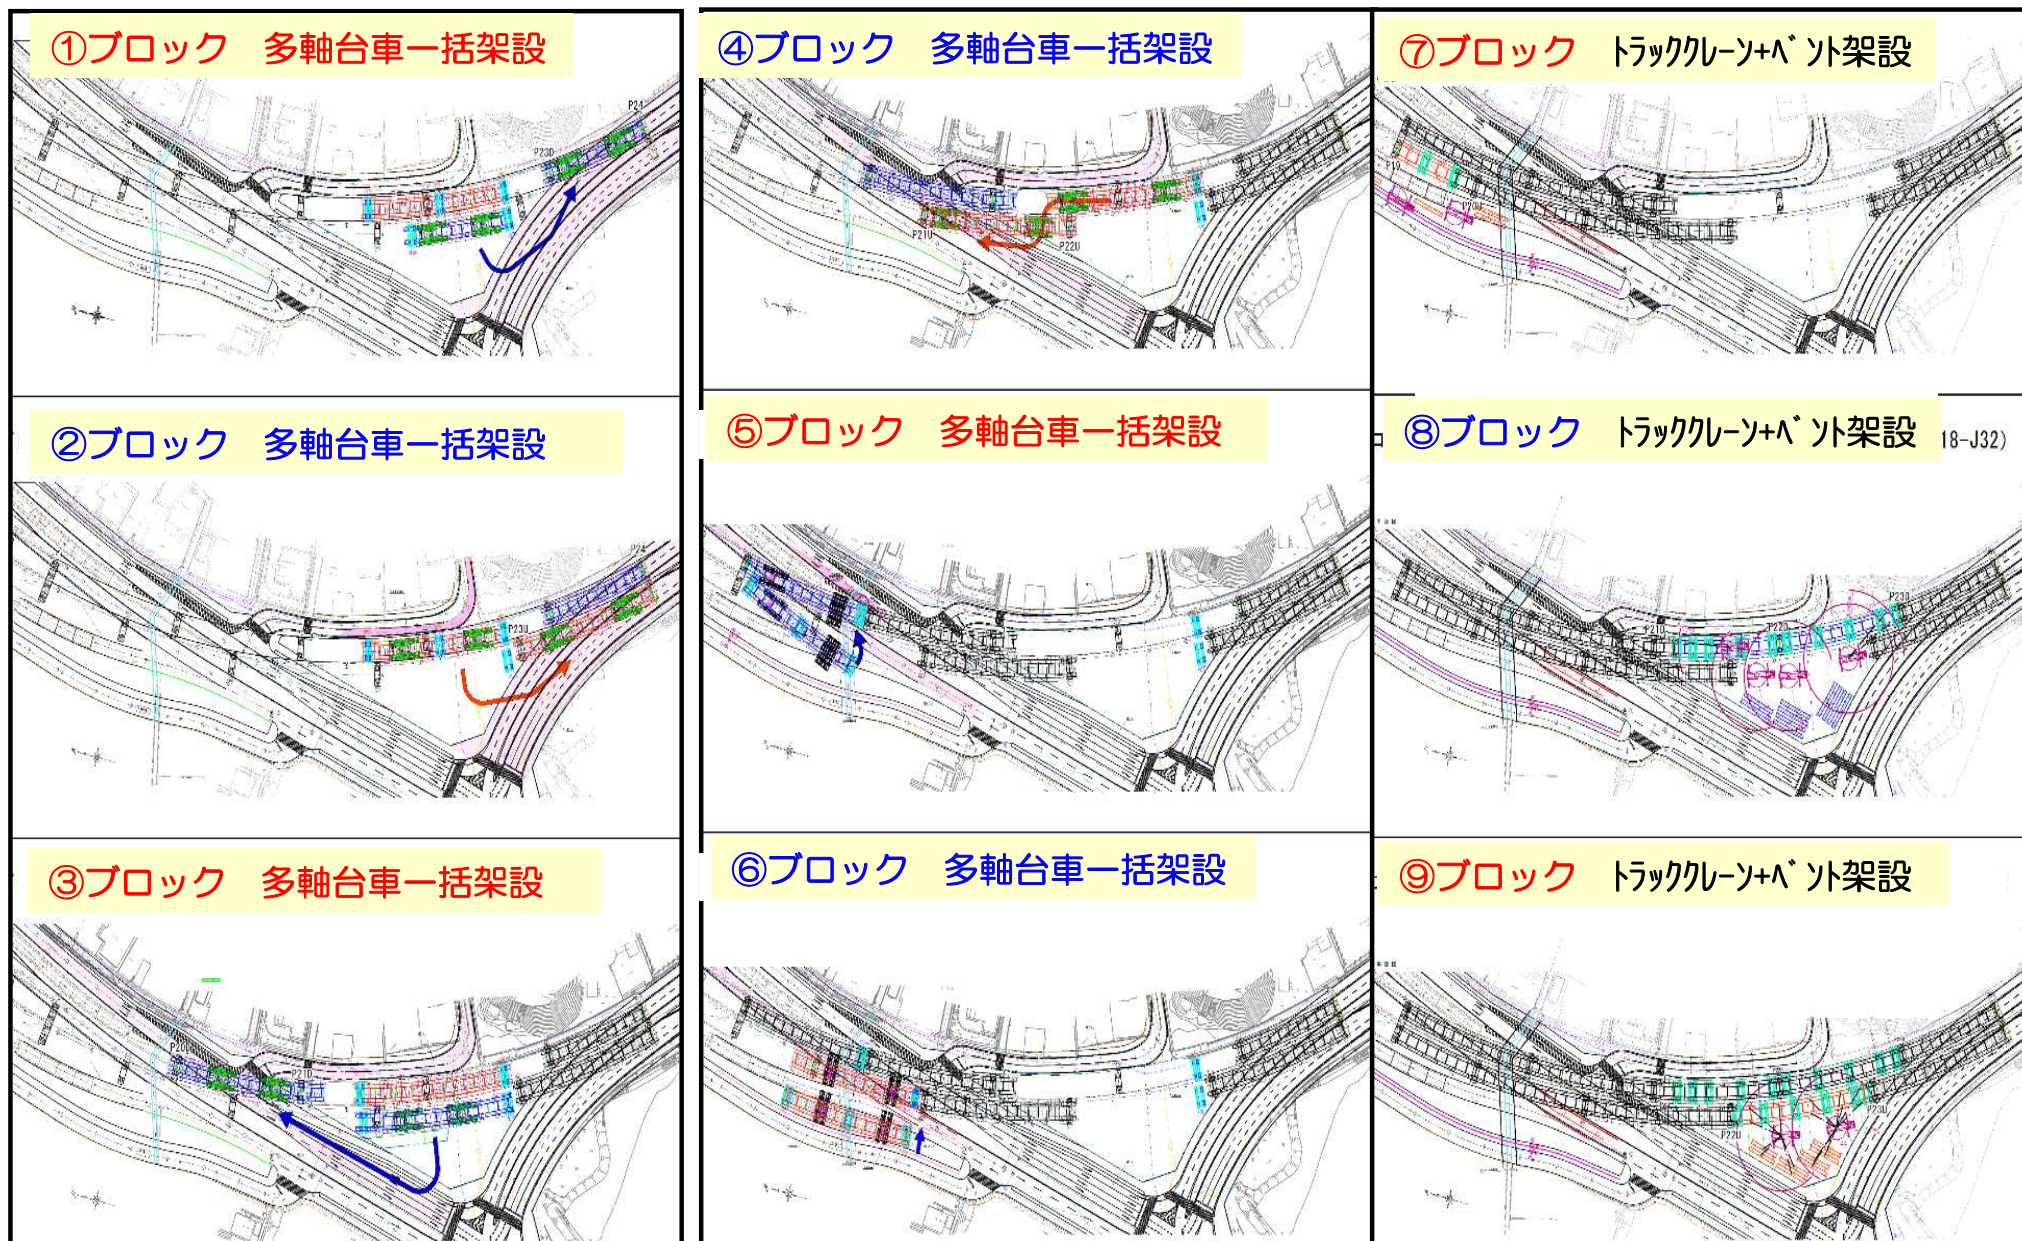 ①ブロック　多軸台車一括架設
P24
P23D
②ブロック　多軸台車一括架設
P24
P23U
③ブロック　多軸台車一括架設
P21D
④ブロック　多軸台車一括架設
P21U
P22U
⑤ブロック　多軸台車一括架設
⑥ブロック　多軸台車一括架設
⑦ブロック　ﾄﾗｯｸｸﾚｰﾝ+ﾍﾞﾝﾄ架設
P19
P20U
⑧ブロック　ﾄﾗｯｸｸﾚｰﾝ+ﾍﾞﾝﾄ架設
18-J32)
P23D
P21D
P22D
⑨ブロック　ﾄﾗｯｸｸﾚｰﾝ+ﾍﾞﾝﾄ架設
P23U
P22U